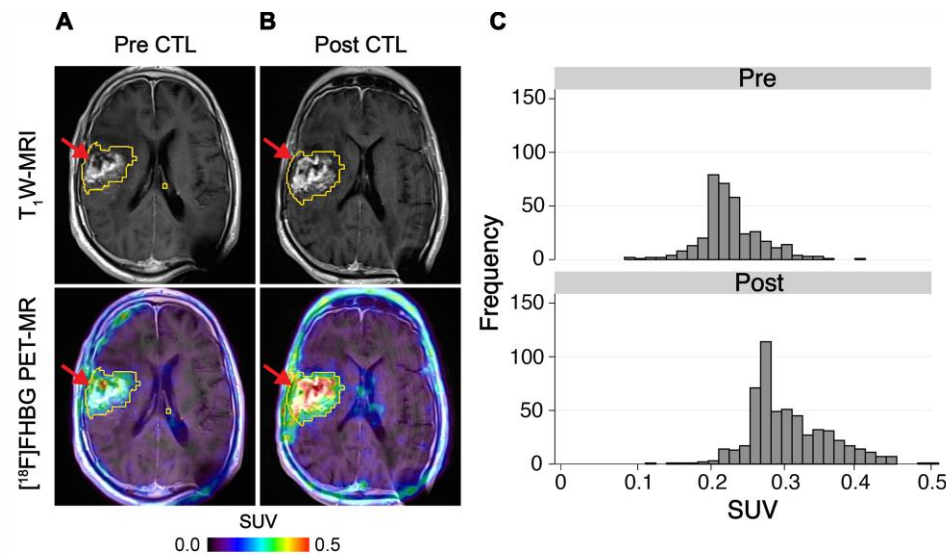 A
Pre CTL
B
Post CTL
C
T₁W-MRI
[¹⁸F]FHBG PET-MR
SUV
0.0
0.5
Pre
150
100
50
0
Frequency
Post
150
100
50
0
0 0.1 0.2 0.3 0.4 0.5
SUV